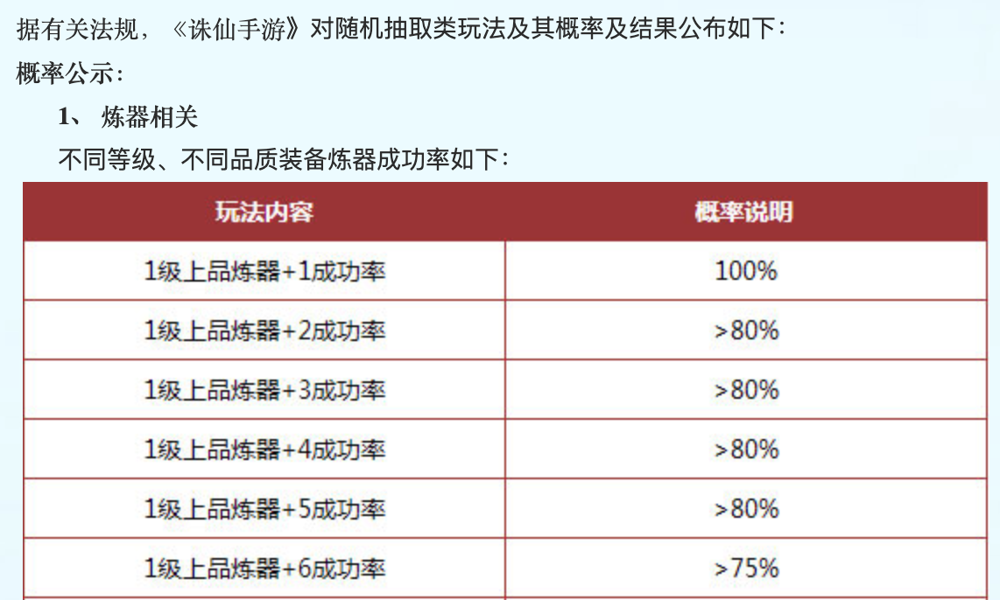 据有关法规，《诛仙手游》对随机抽取类玩法及其概率及结果公布如下：
概率公示：
1、 炼器相关
不同等级、不同品质装备炼器成功率如下：
玩法内容 概率说明
1级上品炼器+1成功率 100%
1级上品炼器+2成功率 >80%
1级上品炼器+3成功率 >80%
1级上品炼器+4成功率 >80%
1级上品炼器+5成功率 >80%
1级上品炼器+6成功率 >75%